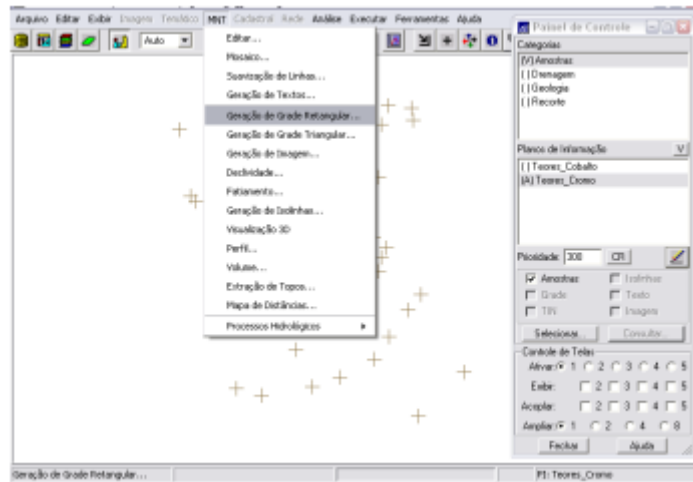 Arquivo Editar Exibir Imagem Temático MNT Cadastral Rede Análise Executar Ferramentas Ajuda
Auto
Editar...
Mosaico...
Suavização de Linhas...
Geração de Textos...
Geração de Grade Retangular...
Geração de Grade Triangular...
Geração de Imagem...
Declividade...
Fatiamento...
Geração de Isolinhas...
Visualização 3D
Perfil...
Volume...
Extração de Topos...
Mapa de Distâncias...
Processos Hidrológicos
Painel de Controle
Categorias
(V) Amostras
( ) Drenagem
( ) Geologia
( ) Recorte
Planos de Informação V
( ) Teores_Cobalto
(A) Teores_Cromo
Prioridade: 300 CR
Amostras Isolinhas
Grade Texto
TIN Imagem
Selecionar... Consultar...
Controle de Telas
Ativar: 1 2 3 4 5
Exibir: 2 3 4 5
Acoplar: 2 3 4 5
Ampliar: 1 2 4 8
Fechar Ajuda
Geração de Grade Retangular... PI: Teores_Cromo